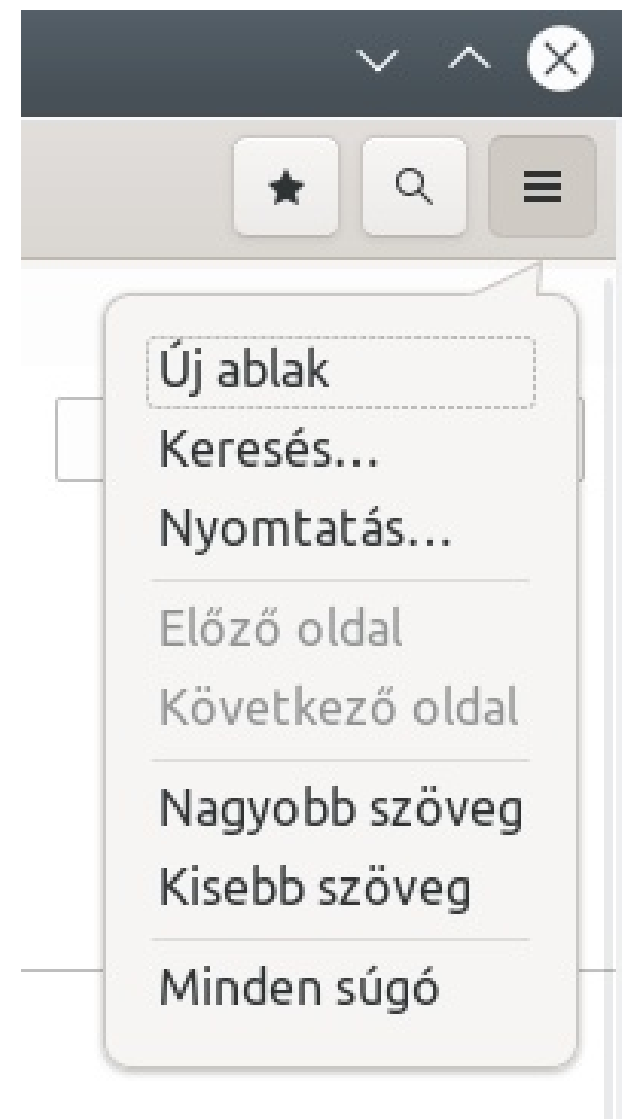 Új ablak
Keresés...
Nyomtatás...
Előző oldal
Következő oldal
Nagyobb szöveg
Kisebb szöveg
Minden súgó